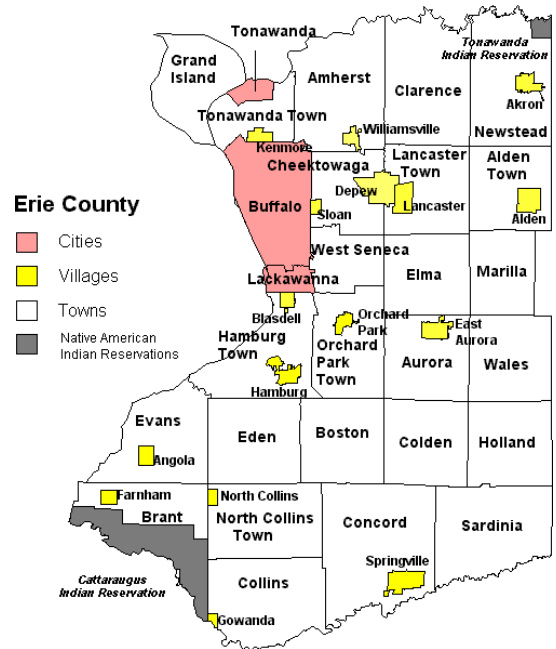 Tonawanda
Grand
Island
Tonawanda
Indian Reservation
Amherst
Clarence
Akron
Tonawanda Town
Williamsville
Newstead
Kenmore
Cheektowaga
Lancaster
Town
Alden
Town
Depew
Erie County
Buffalo
Sloan
Lancaster
Alden
Cities
West Seneca
Villages
Lackawanna
Elma
Marilla
Towns
Blasdell
Orchard
Park
East
Aurora
Native American
Indian Reservations
Hamburg
Town
Orchard
Park
Town
Aurora
Wales
Hamburg
Evans
Eden
Boston
Colden
Holland
Angola
Farnham
North Collins
Brant
North Collins
Town
Concord
Sardinia
Springville
Cattaraugus
Indian Reservation
Collins
Gowanda